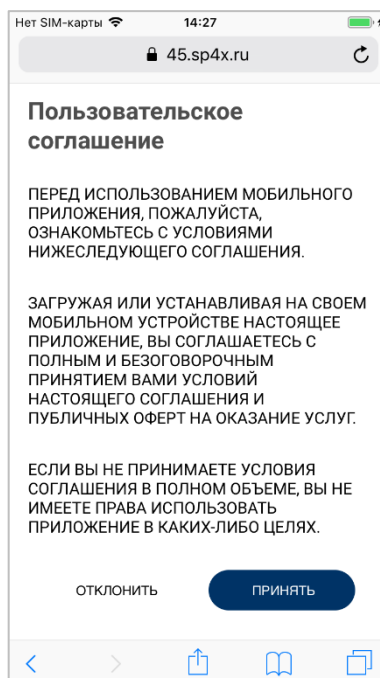 Нет SIM-карты 14:27
45.sp4x.ru
Пользовательское
соглашение
ПЕРЕД ИСПОЛЬЗОВАНИЕМ МОБИЛЬНОГО
ПРИЛОЖЕНИЯ, ПОЖАЛУЙСТА,
ОЗНАКОМЬТЕСЬ С УСЛОВИЯМИ
НИЖЕСЛЕДУЮЩЕГО СОГЛАШЕНИЯ.
ЗАГРУЖАЯ ИЛИ УСТАНАВЛИВАЯ НА СВОЕМ
МОБИЛЬНОМ УСТРОЙСТВЕ НАСТОЯЩЕЕ
ПРИЛОЖЕНИЕ, ВЫ СОГЛАШАЕТЕСЬ С
ПОЛНЫМ И БЕЗОГОВОРОЧНЫМ
ПРИНЯТИЕМ ВАМИ УСЛОВИЙ
НАСТОЯЩЕГО СОГЛАШЕНИЯ И
ПУБЛИЧНЫХ ОФЕРТ НА ОКАЗАНИЕ УСЛУГ.
ЕСЛИ ВЫ НЕ ПРИНИМАЕТЕ УСЛОВИЯ
СОГЛАШЕНИЯ В ПОЛНОМ ОБЪЕМЕ, ВЫ НЕ
ИМЕЕТЕ ПРАВА ИСПОЛЬЗОВАТЬ
ПРИЛОЖЕНИЕ В КАКИХ-ЛИБО ЦЕЛЯХ.
ОТКЛОНИТЬ ПРИНЯТЬ